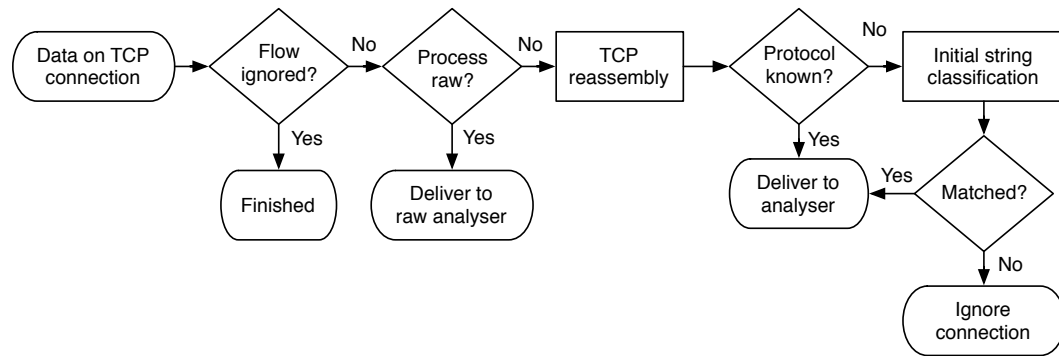 Data on TCP
connection
Flow
ignored?
No
Yes
Finished
Process
raw?
No
Yes
Deliver to
raw analyser
TCP
reassembly
Protocol
known?
No
Yes
Deliver to
analyser
Initial string
classification
Matched?
Yes
No
Ignore
connection